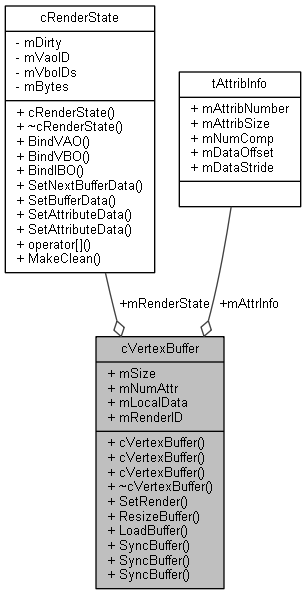 cRenderState
- mDirty
- mVaoID
- mVboIDs
- mBytes
+ cRenderState()
+ ~cRenderState()
+ BindVAO()
+ BindVBO()
+ BindIBO()
+ SetNextBufferData()
+ SetBufferData()
+ SetAttributeData()
+ SetAttributeData()
+ operator[]()
+ MakeClean()
tAttribInfo
+ mAttribNumber
+ mAttribSize
+ mNumComp
+ mDataOffset
+ mDataStride
+mRenderState
+mAttrInfo
cVertexBuffer
+ mSize
+ mNumAttr
+ mLocalData
+ mRenderID
+ cVertexBuffer()
+ cVertexBuffer()
+ cVertexBuffer()
+ ~cVertexBuffer()
+ SetRender()
+ ResizeBuffer()
+ LoadBuffer()
+ SyncBuffer()
+ SyncBuffer()
+ SyncBuffer()